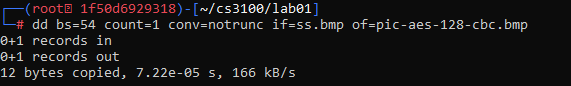 ┌──(root㉿ 1f50d6929318)-[~/cs3100/lab01]
└─# dd bs=54 count=1 conv=notrunc if=ss.bmp of=pic-aes-128-cbc.bmp
0+1 records in
0+1 records out
12 bytes copied, 7.22e-05 s, 166 kB/s